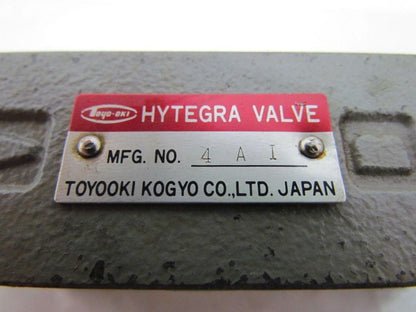 Toyo-oki HYTEGRA VALVE
MFG. NO. 4 A I
TOYOOKI KOGYO CO.,LTD. JAPAN